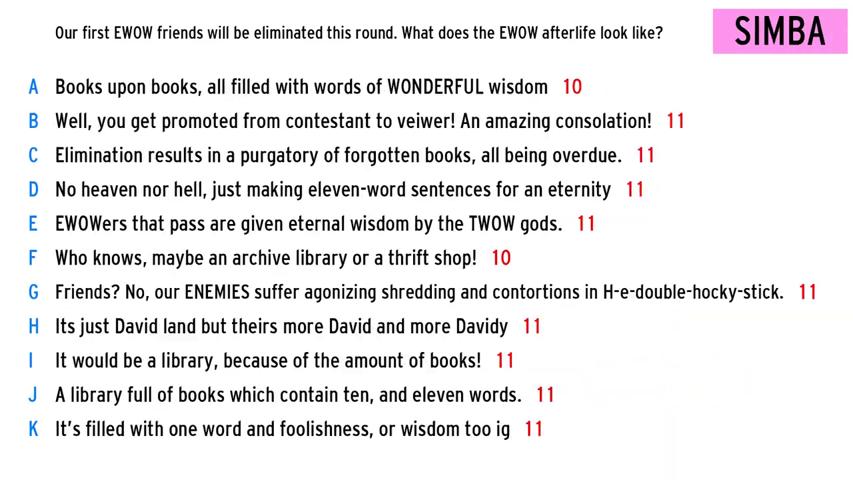 Our first EWOW friends will be eliminated this round. What does the EWOW afterlife look like?
SIMBA
A Books upon books, all filled with words of WONDERFUL wisdom 10
B Well, you get promoted from contestant to veiwer! An amazing consolation! 11
C Elimination results in a purgatory of forgotten books, all being overdue. 11
D No heaven nor hell, just making eleven-word sentences for an eternity 11
E EWOWers that pass are given eternal wisdom by the TWOW gods. 11
F Who knows, maybe an archive library or a thrift shop! 10
G Friends? No, our ENEMIES suffer agonizing shredding and contortions in H-e-double-hocky-stick. 11
H Its just David land but theirs more David and more Davidy 11
I It would be a library, because of the amount of books! 11
J A library full of books which contain ten, and eleven words. 11
K It's filled with one word and foolishness, or wisdom too ig 11